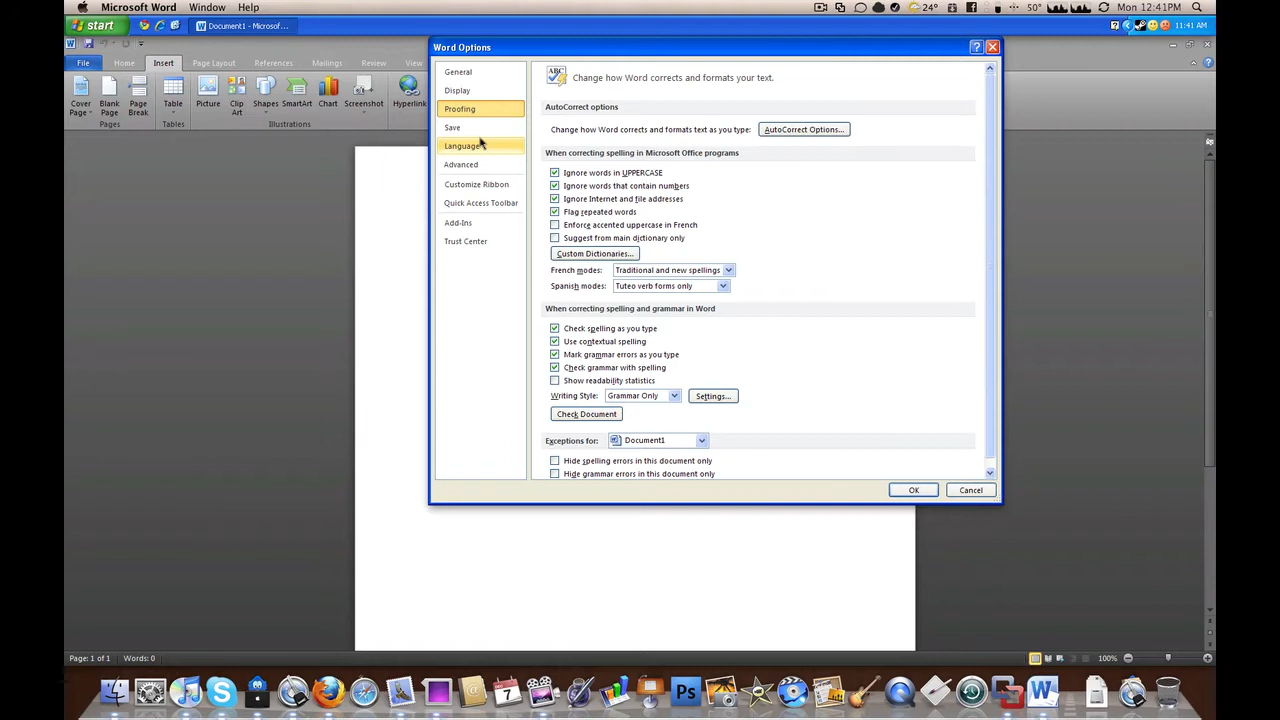 Microsoft Word Window Help 24° 50° Mon 12:41PM
start Document1 - Microsof... 11:41 AM
Word Options
File Home Insert Page Layout References Mailings Review View
Cover Page Blank Page Page Break Table Picture Clip Art Shapes SmartArt Chart Screenshot Hyperlink
Pages Tables Illustrations
General
Display
Proofing
Save
Language
Advanced
Customize Ribbon
Quick Access Toolbar
Add-Ins
Trust Center
ABC Change how Word corrects and formats your text.
AutoCorrect options
Change how Word corrects and formats text as you type: AutoCorrect Options...
When correcting spelling in Microsoft Office programs
Ignore words in UPPERCASE
Ignore words that contain numbers
Ignore Internet and file addresses
Flag repeated words
Enforce accented uppercase in French
Suggest from main dictionary only
Custom Dictionaries...
French modes: Traditional and new spellings
Spanish modes: Tuteo verb forms only
When correcting spelling and grammar in Word
Check spelling as you type
Use contextual spelling
Mark grammar errors as you type
Check grammar with spelling
Show readability statistics
Writing Style: Grammar Only Settings...
Check Document
Exceptions for: Document1
Hide spelling errors in this document only
Hide grammar errors in this document only
OK Cancel
Page: 1 of 1 Words: 0 100%
7
Ps